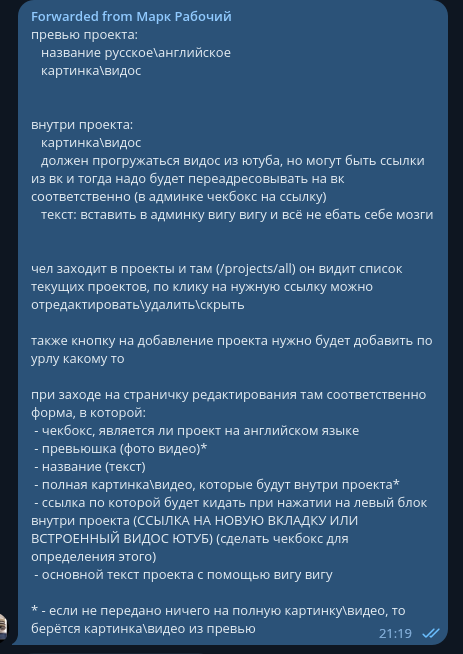 Forwarded from Марк Рабочий
превью проекта:
название русское\английское
картинка\видос
внутри проекта:
картинка\видос
должен прогружаться видос из ютуба, но могут быть ссылки
из вк и тогда надо будет переадресовывать на вк
соответственно (в админке чекбокс на ссылку)
текст: вставить в админку вигу вигу и всё не ебать себе мозги
чел заходит в проекты и там (/projects/all) он видит список
текущих проектов, по клику на нужную ссылку можно
отредактировать\удалить\скрыть
также кнопку на добавление проекта нужно будет добавить по
урлу какому то
при заходе на страничку редактирования там соответственно
форма, в которой:
- чекбокс, является ли проект на английском языке
- превьюшка (фото видео)*
- название (текст)
- полная картинка\видео, которые будут внутри проекта*
- ссылка по которой будет кидать при нажатии на левый блок
внутри проекта (ССЫЛКА НА НОВУЮ ВКЛАДКУ ИЛИ
ВСТРОЕННЫЙ ВИДОС ЮТУБ) (сделать чекбокс для
определения этого)
- основной текст проекта с помощью вигу вигу
* - если не передано ничего на полную картинку\видео, то
берётся картинка\видео из превью
21:19